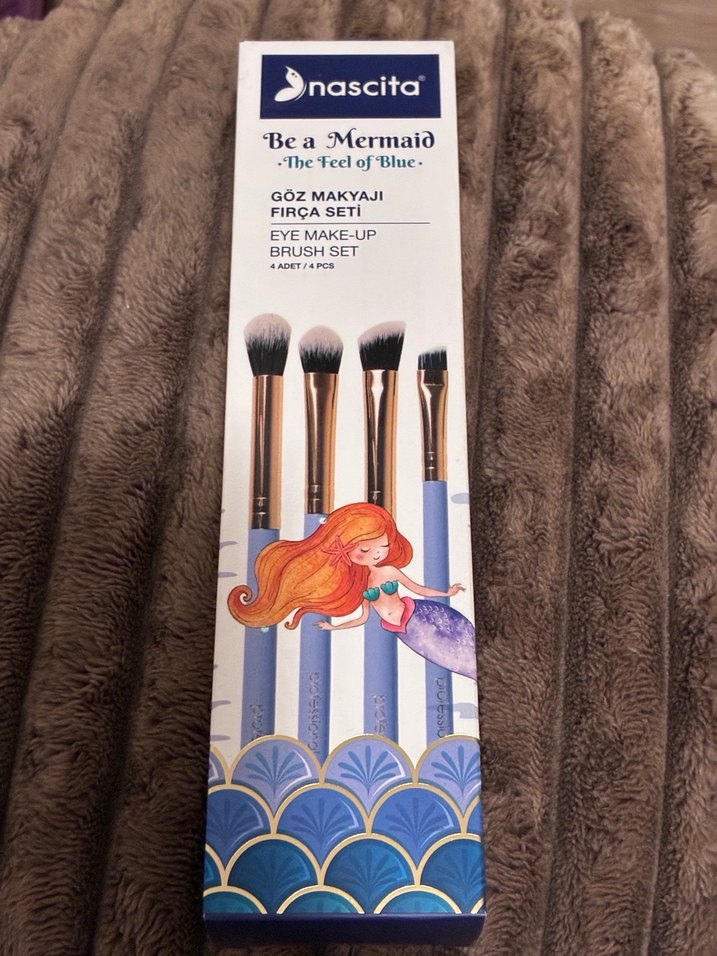 nascita®
Be a Mermaid
•The Feel of Blue•
GÖZ MAKYAJI
FIRÇA SETİ
EYE MAKE-UP
BRUSH SET
4 ADET / 4 PCS
professional